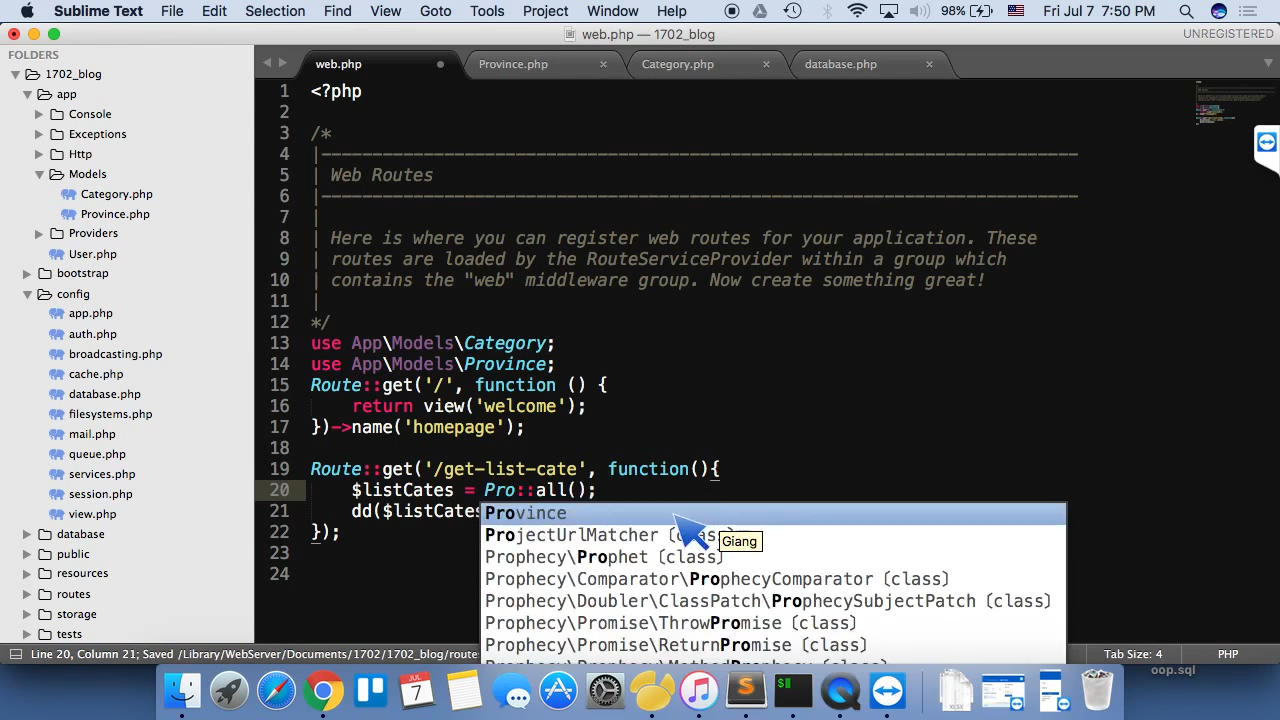 Sublime Text File Edit Selection Find View Goto Tools Project Window Help 98% Fri Jul 7 7:50 PM
web.php — 1702_blog UNREGISTERED
FOLDERS
1702_blog
app
Console
Exceptions
Http
Models
Category.php
Province.php
Providers
User.php
bootstrap
config
app.php
auth.php
broadcasting.php
cache.php
database.php
filesystems.php
mail.php
queue.php
services.php
session.php
view.php
database
public
resources
routes
storage
tests
web.php Province.php × Category.php × database.php ×
1 <?php
2
3 /*
4 |--------------------------------------------------------------------------
5 | Web Routes
6 |--------------------------------------------------------------------------
7 |
8 | Here is where you can register web routes for your application. These
9 | routes are loaded by the RouteServiceProvider within a group which
10 | contains the "web" middleware group. Now create something great!
11 |
12 */
13 use App\Models\Category;
14 use App\Models\Province;
15 Route::get('/', function () {
16 return view('welcome');
17 })->name('homepage');
18
19 Route::get('/get-list-cate', function(){
20 $listCates = Pro::all();
21 dd($listCates
22 });
23
24
Province
ProjectUrlMatcher (class)
Giang
Prophecy\Prophet (class)
Prophecy\Comparator\ProphecyComparator (class)
Prophecy\Doubler\ClassPatch\ProphecySubjectPatch (class)
Prophecy\Promise\ThrowPromise (class)
Prophecy\Promise\ReturnPromise (class)
Line 20, Column 21; Saved /Library/WebServer/Documents/1702/1702_blog/route Tab Size: 4 PHP
oop.sql
JUL
7
XLSX